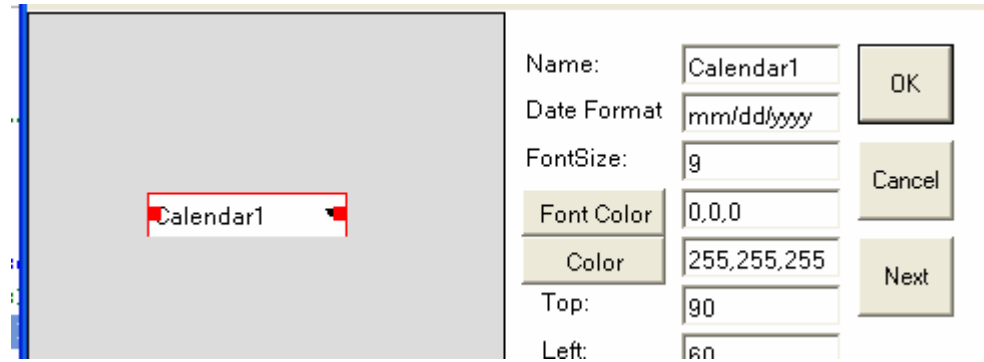 Calendar1
Name: Calendar1
Date Format mm/dd/yyyy
FontSize: 9
Font Color 0,0,0
Color 255,255,255
Top: 90
Left: 60
OK
Cancel
Next